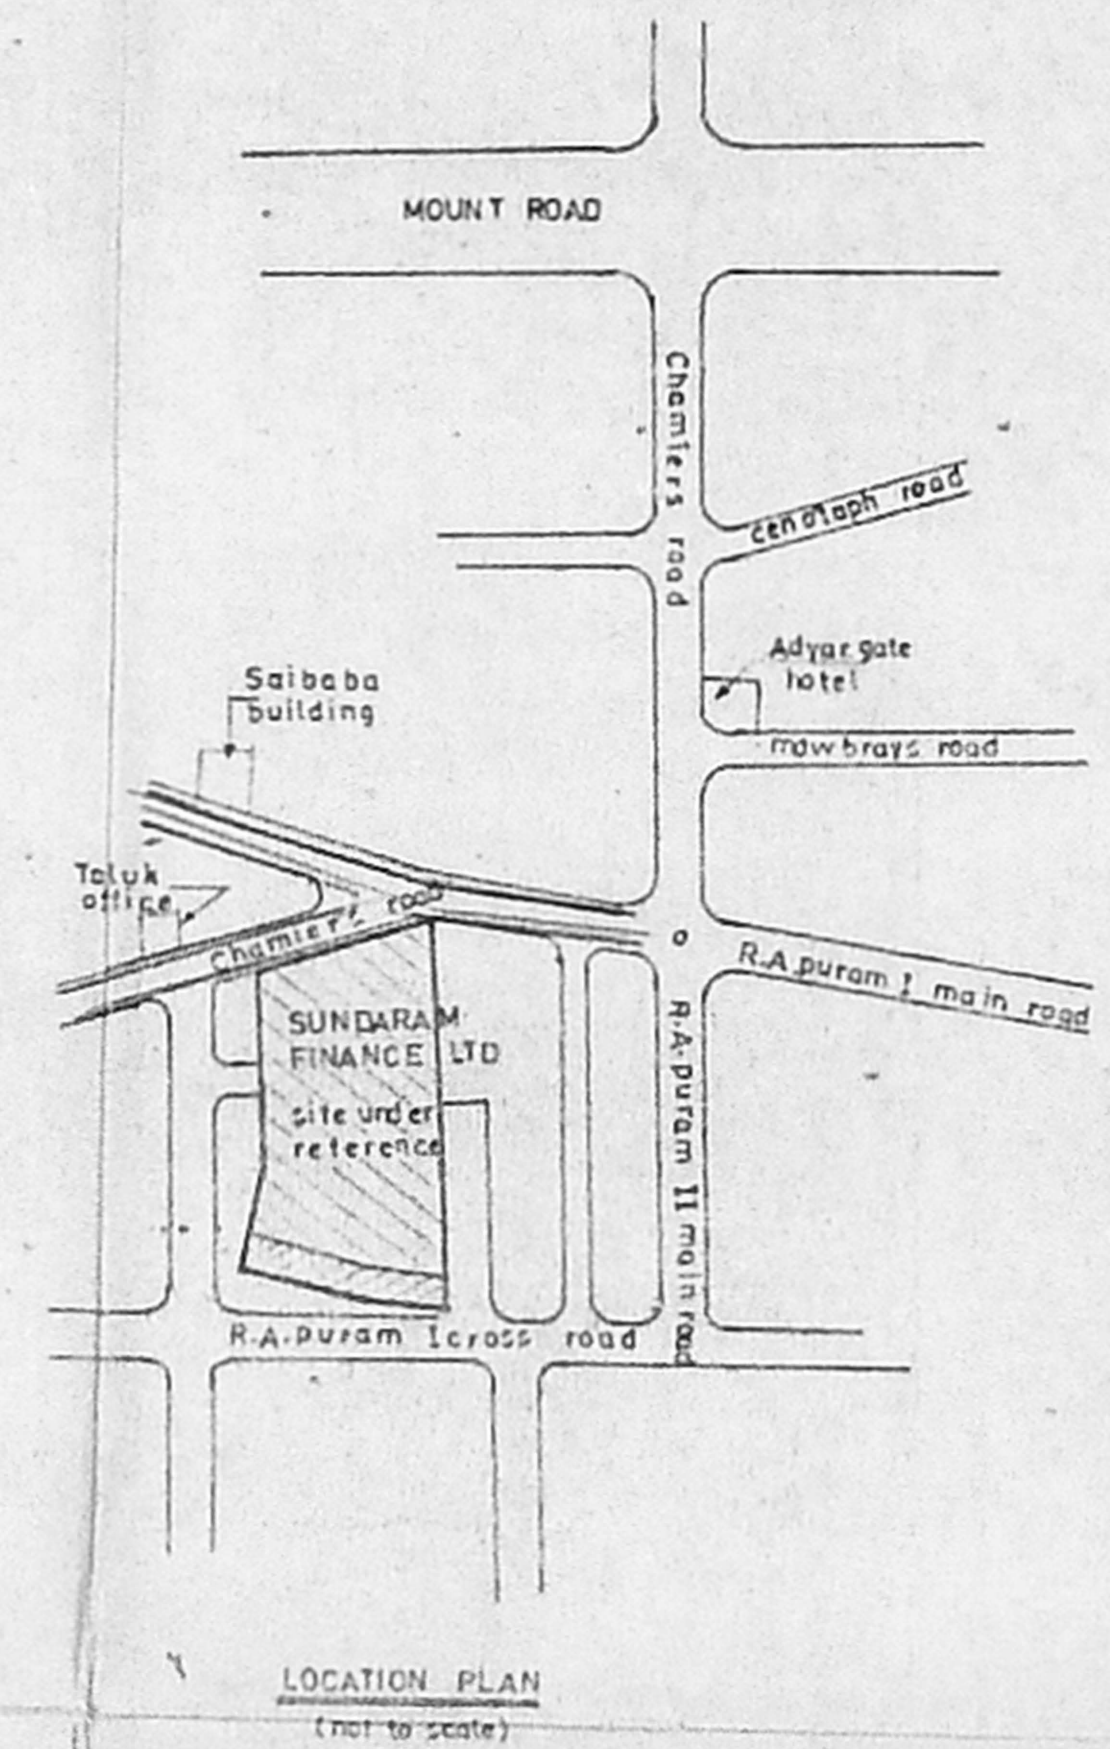 MOUNT ROAD
Chamiers road
cenotaph road
Adyar gate
hotel
mowbrays road
Saibaba
building
Taluk
office
Chamier's road
R.A.puram I main road
SUNDARAM
FINANCE LTD
site under
reference
R.A.puram II main road
R.A.puram I cross road
LOCATION PLAN
(not to scale)